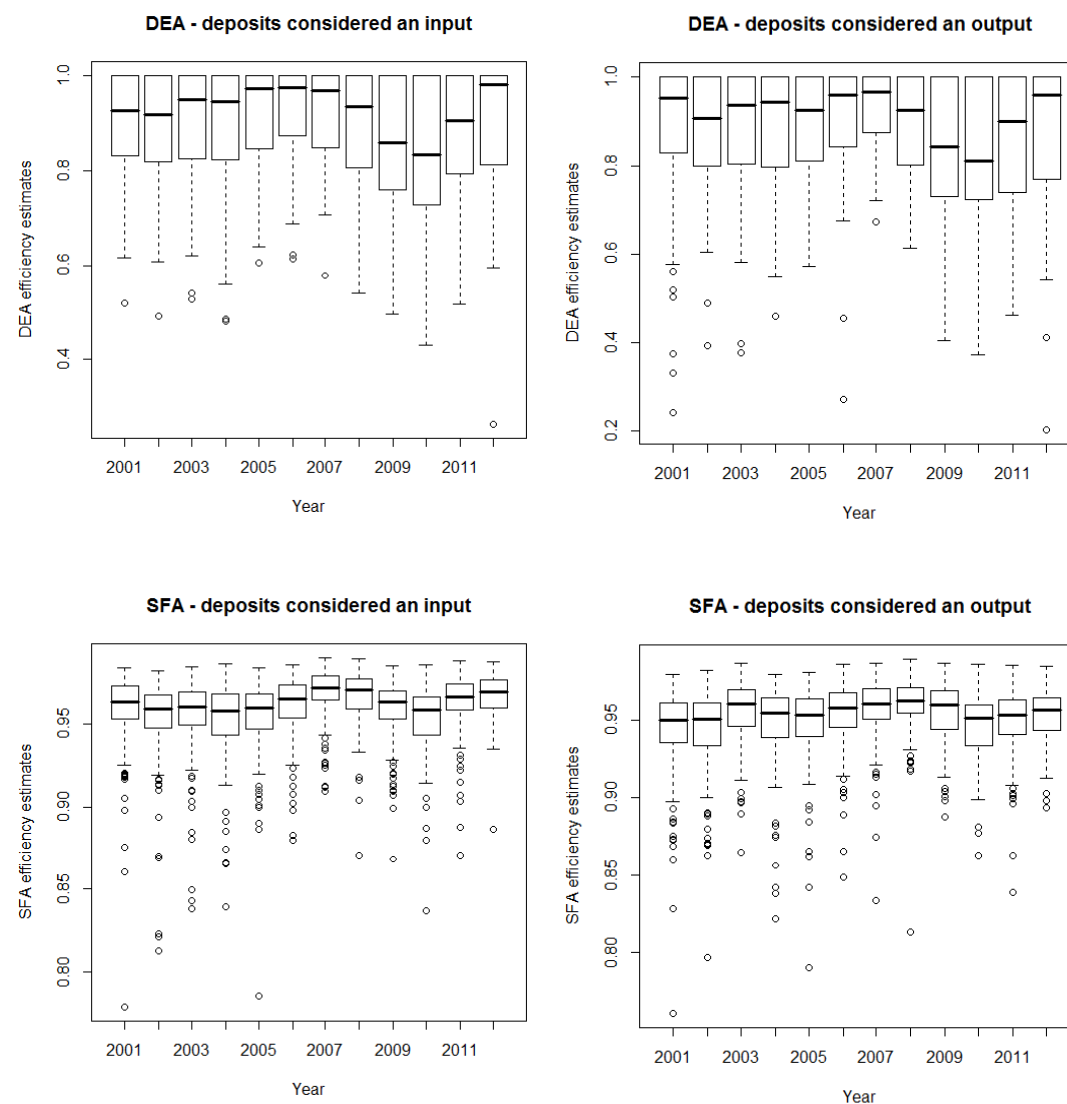 DEA - deposits considered an input
DEA efficiency estimates
1.0
0.8
0.6
0.4
2001 2003 2005 2007 2009 2011
Year
DEA - deposits considered an output
DEA efficiency estimates
1.0
0.8
0.6
0.4
0.2
2001 2003 2005 2007 2009 2011
Year
SFA - deposits considered an input
SFA efficiency estimates
0.95
0.90
0.85
0.80
2001 2003 2005 2007 2009 2011
Year
SFA - deposits considered an output
SFA efficiency estimates
0.95
0.90
0.85
0.80
2001 2003 2005 2007 2009 2011
Year